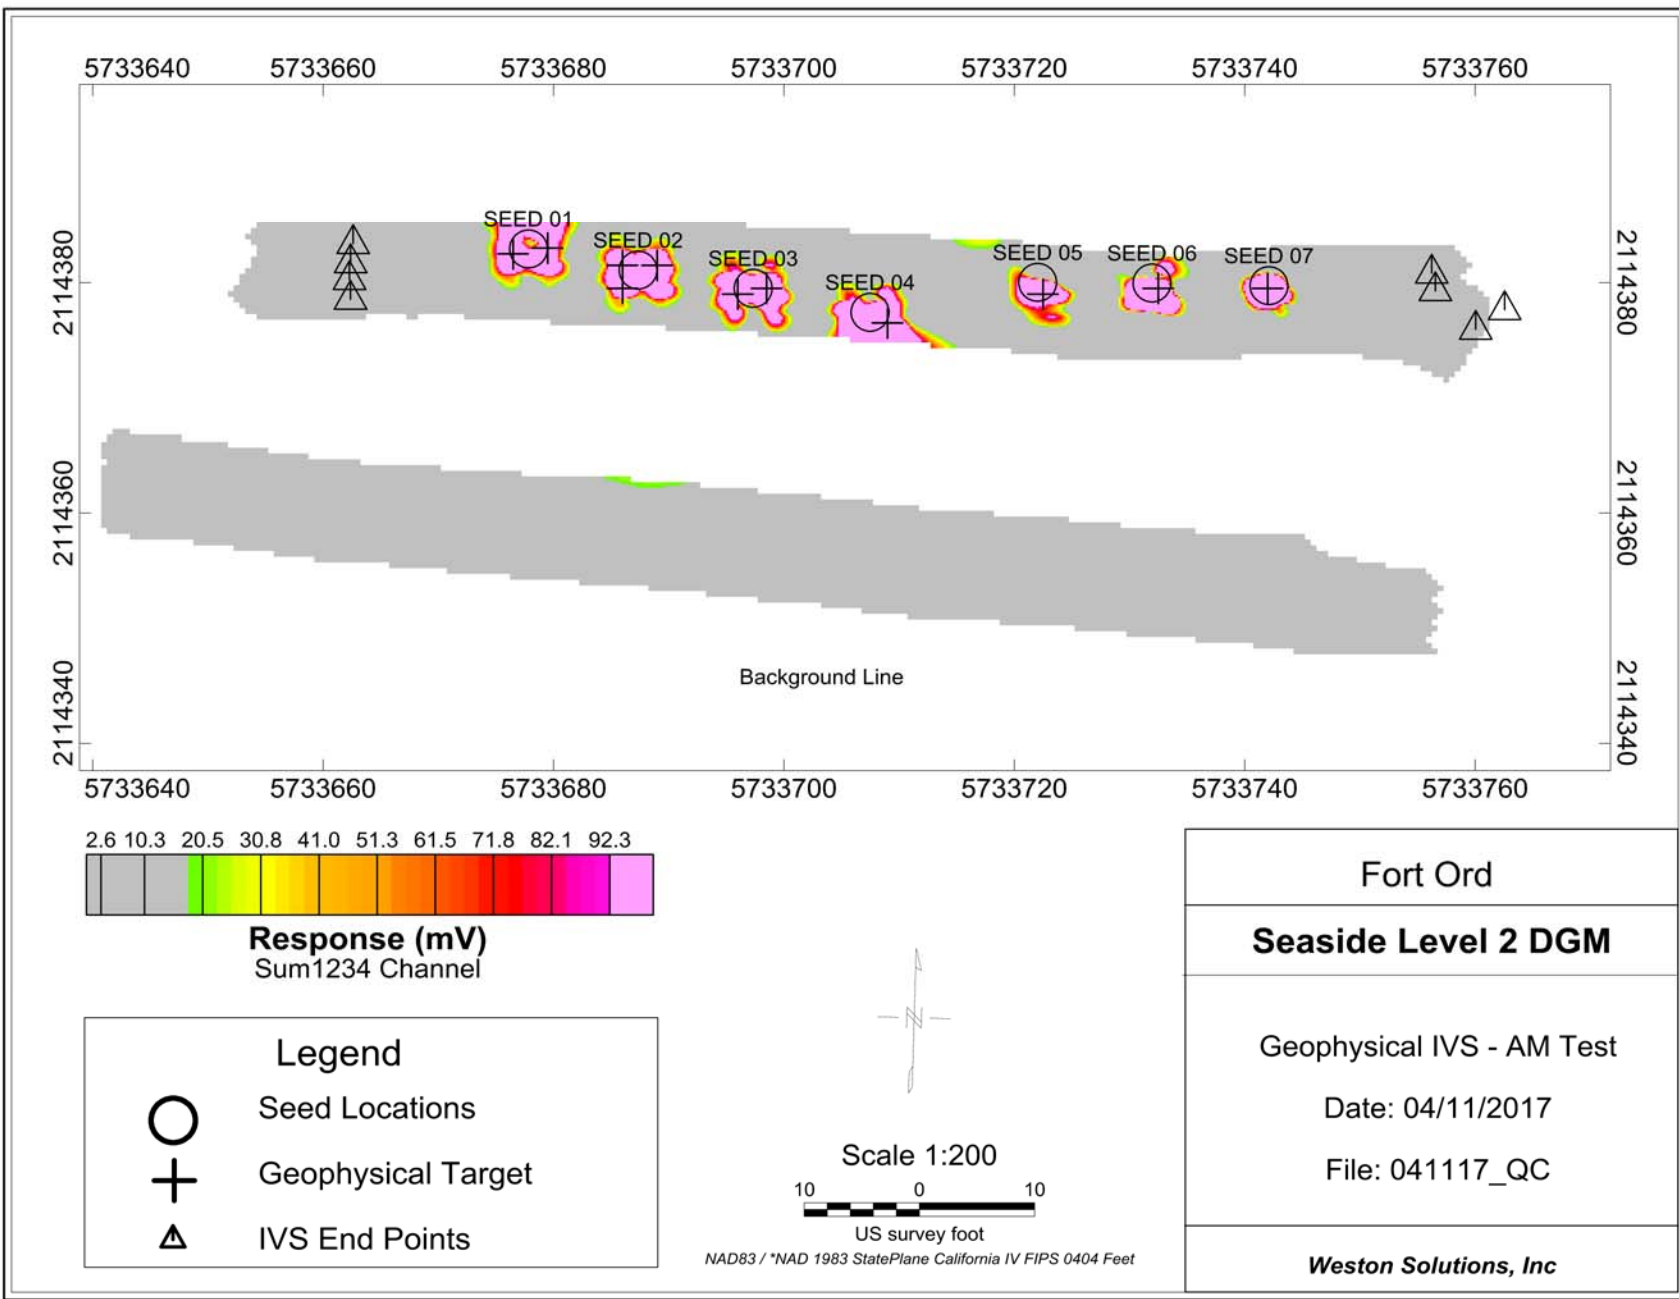 5733640 5733660 5733680 5733700 5733720 5733740 5733760
2114380
2114360
2114340
2114380
2114360
2114340
SEED 01
SEED 02
SEED 03
SEED 04
SEED 05
SEED 06
SEED 07
Background Line
5733640 5733660 5733680 5733700 5733720 5733740 5733760
2.6 10.3 20.5 30.8 41.0 51.3 61.5 71.8 82.1 92.3
Response (mV)
Sum1234 Channel
Legend
Seed Locations
Geophysical Target
IVS End Points
N
Scale 1:200
10 0 10
US survey foot
NAD83 / *NAD 1983 StatePlane California IV FIPS 0404 Feet
Fort Ord
Seaside Level 2 DGM
Geophysical IVS - AM Test
Date: 04/11/2017
File: 041117_QC
Weston Solutions, Inc